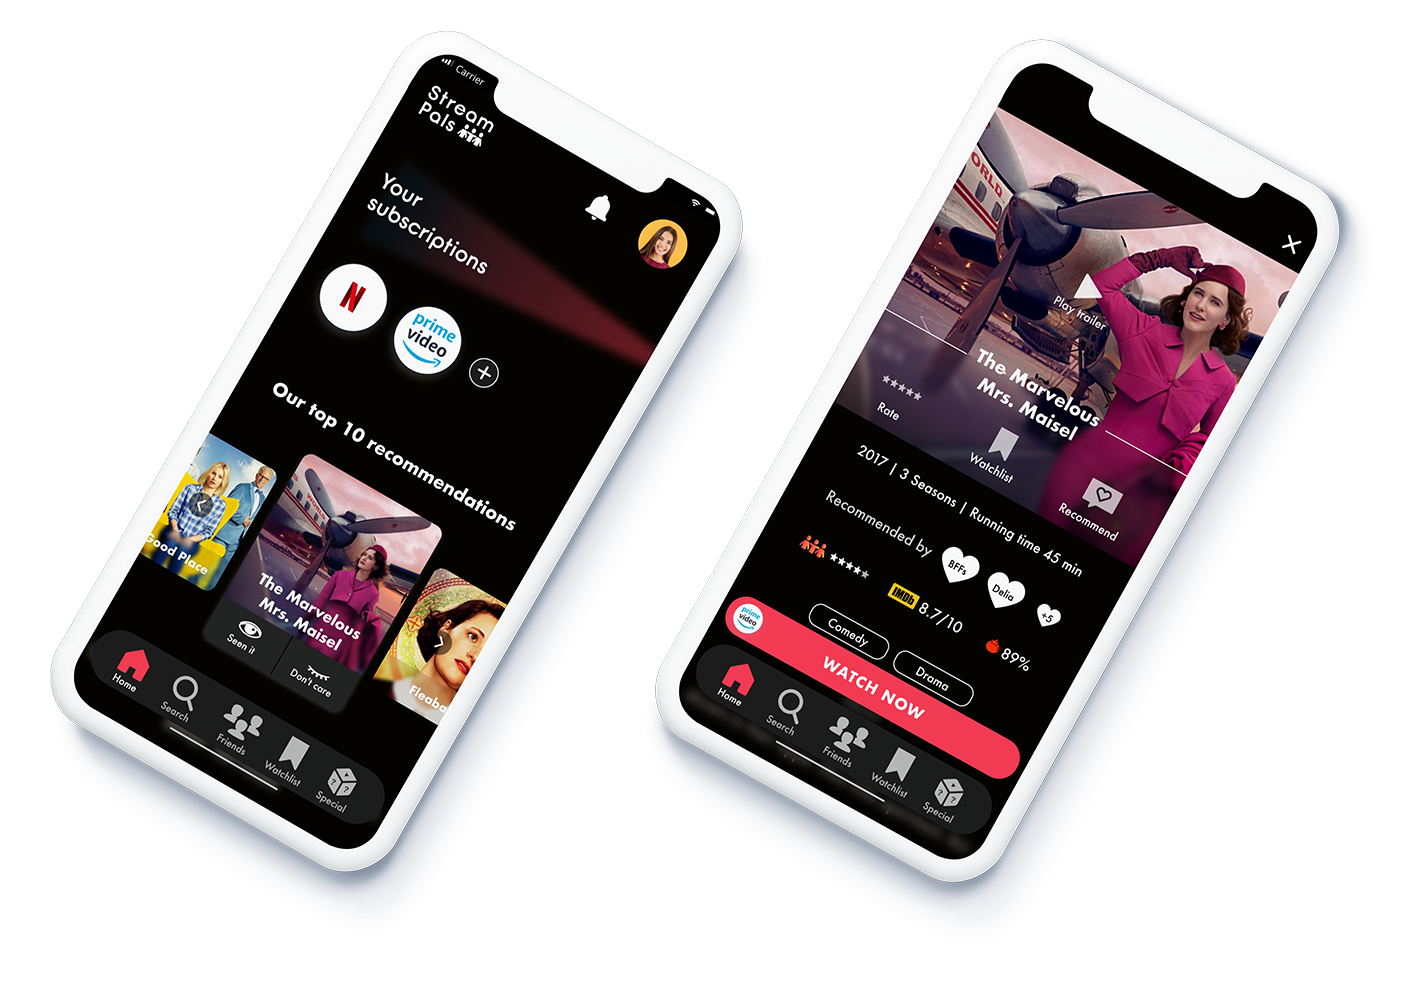 Carrier
Stream
Pals
Your
subscriptions
N
prime
video
Our top 10 recommendations
Good Place
The Marvelous
Mrs. Maisel
Seen it
Don't care
Fleaba
Home
Search
Friends
Watchlist
Special
ORLD
Play trailer
The Marvelous
Mrs. Maisel
Rate
Watchlist
Recommend
2017 | 3 Seasons | Running time 45 min
Recommended by
BFFs
Delia
+5
IMDb 8.7/10
89%
Comedy
Drama
prime
video
WATCH NOW
Home
Search
Friends
Watchlist
? ?
Special